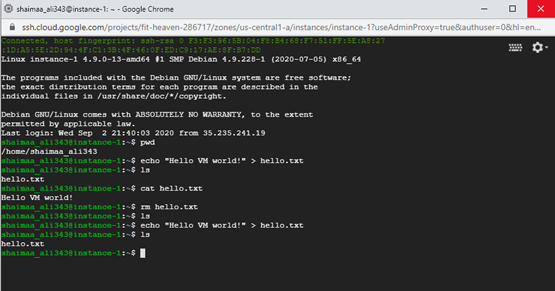 shaimaa_ali343@instance-1: ~ - Google Chrome
ssh.cloud.google.com/projects/fit-heaven-286717/zones/us-central1-a/instances/instance-1?useAdminProxy=true&authuser=0&hl=en...
Connected, host fingerprint: ssh-rsa 0 F3:F3:96:5B:04:FE:B4:68:F7:51:FF:5E:A8:27
:1D:A5:5E:2D:94:4F:C1:3B:4F:46:0F:ED:C9:17:AE:8F:B7:DD
Linux instance-1 4.9.0-13-amd64 #1 SMP Debian 4.9.228-1 (2020-07-05) x86_64
The programs included with the Debian GNU/Linux system are free software;
the exact distribution terms for each program are described in the
individual files in /usr/share/doc/*/copyright.
Debian GNU/Linux comes with ABSOLUTELY NO WARRANTY, to the extent
permitted by applicable law.
Last login: Wed Sep 2 21:40:03 2020 from 35.235.241.19
shaimaa_ali343@instance-1:~$ pwd
/home/shaimaa_ali343
shaimaa_ali343@instance-1:~$ echo "Hello VM world!" > hello.txt
shaimaa_ali343@instance-1:~$ ls
hello.txt
shaimaa_ali343@instance-1:~$ cat hello.txt
Hello VM world!
shaimaa_ali343@instance-1:~$ rm hello.txt
shaimaa_ali343@instance-1:~$ ls
shaimaa_ali343@instance-1:~$ echo "Hello VM world!" > hello.txt
shaimaa_ali343@instance-1:~$ ls
hello.txt
shaimaa_ali343@instance-1:~$